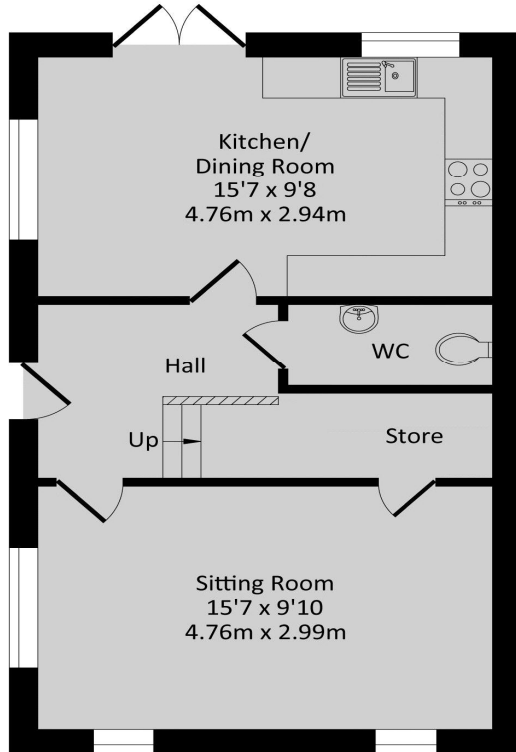 Kitchen/
Dining Room
15'7 x 9'8
4.76m x 2.94m
WC
Hall
Up
Store
Sitting Room
15'7 x 9'10
4.76m x 2.99m